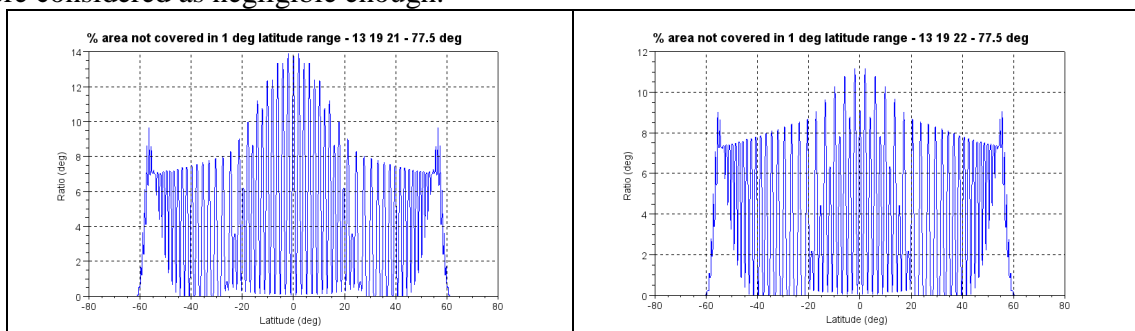 re considered as negligible enough.
% area not covered in 1 deg latitude range - 13 19 21 - 77.5 deg
14
12
10
8
6
4
2
0
Ratio (deg)
-80 -60 -40 -20 0 20 40 60 80
Latitude (deg)
% area not covered in 1 deg latitude range - 13 19 22 - 77.5 deg
12
10
8
6
4
2
0
Ratio (deg)
-80 -60 -40 -20 0 20 40 60 80
Latitude (deg)